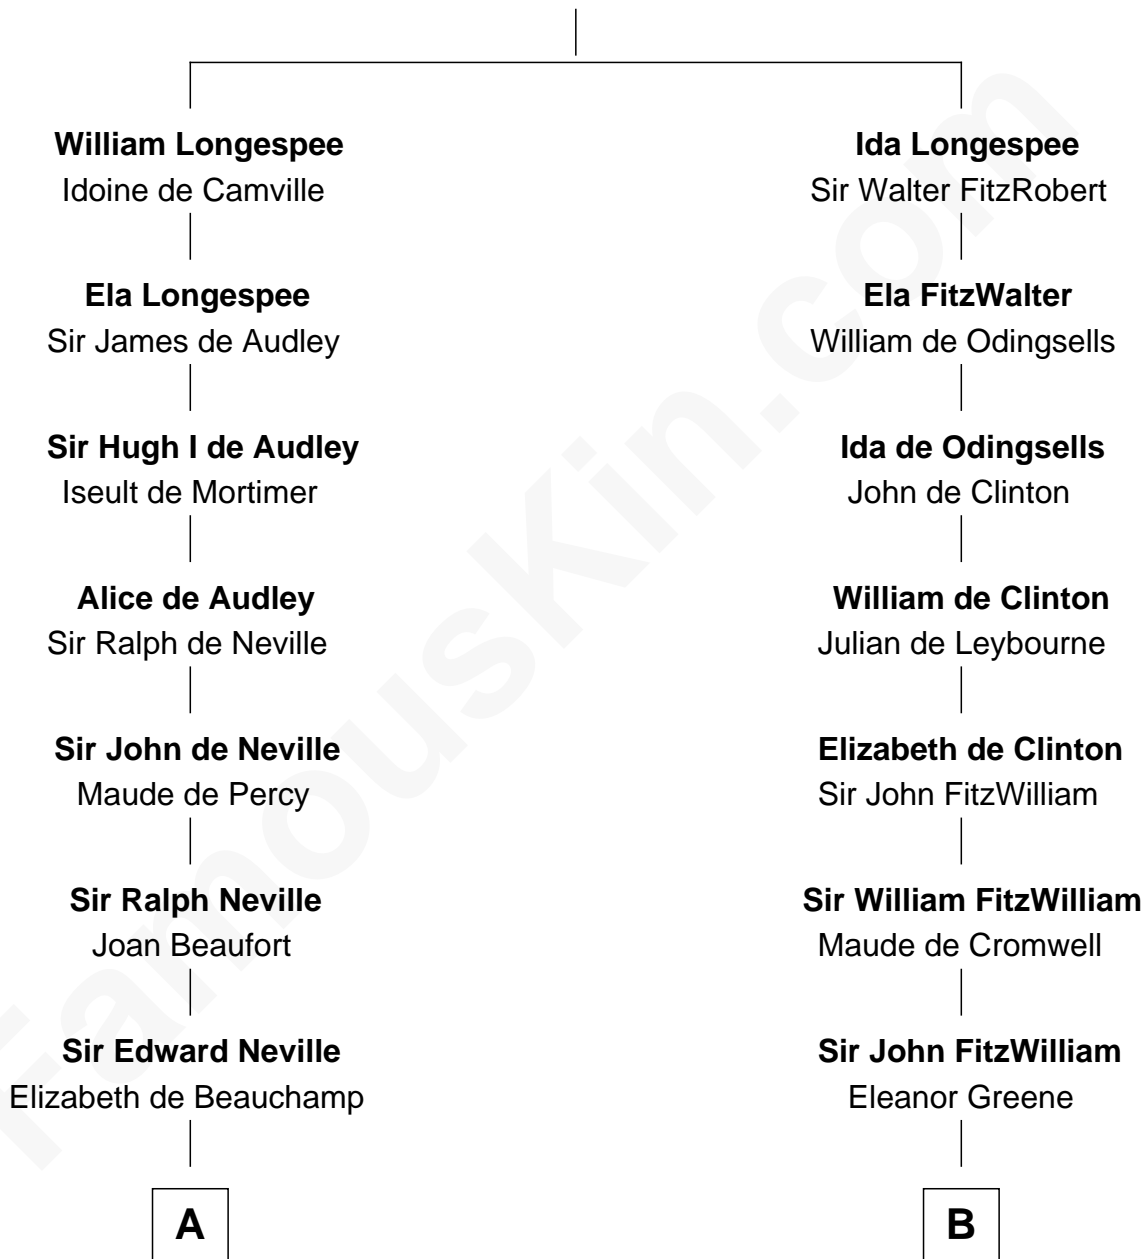 William Longespee
Idoine de Camville
Ela Longespee
Sir James de Audley
Sir Hugh I de Audley
Iseult de Mortimer
Alice de Audley
Sir Ralph de Neville
Sir John de Neville
Maude de Percy
Sir Ralph Neville
Joan Beaufort
Sir Edward Neville
Elizabeth de Beauchamp
A
Ida Longespee
Sir Walter FitzRobert
Ela FitzWalter
William de Odingsells
Ida de Odingsells
John de Clinton
William de Clinton
Julian de Leybourne
Elizabeth de Clinton
Sir John FitzWilliam
Sir William FitzWilliam
Maude de Cromwell
Sir John FitzWilliam
Eleanor Greene
B
FamousKin.com